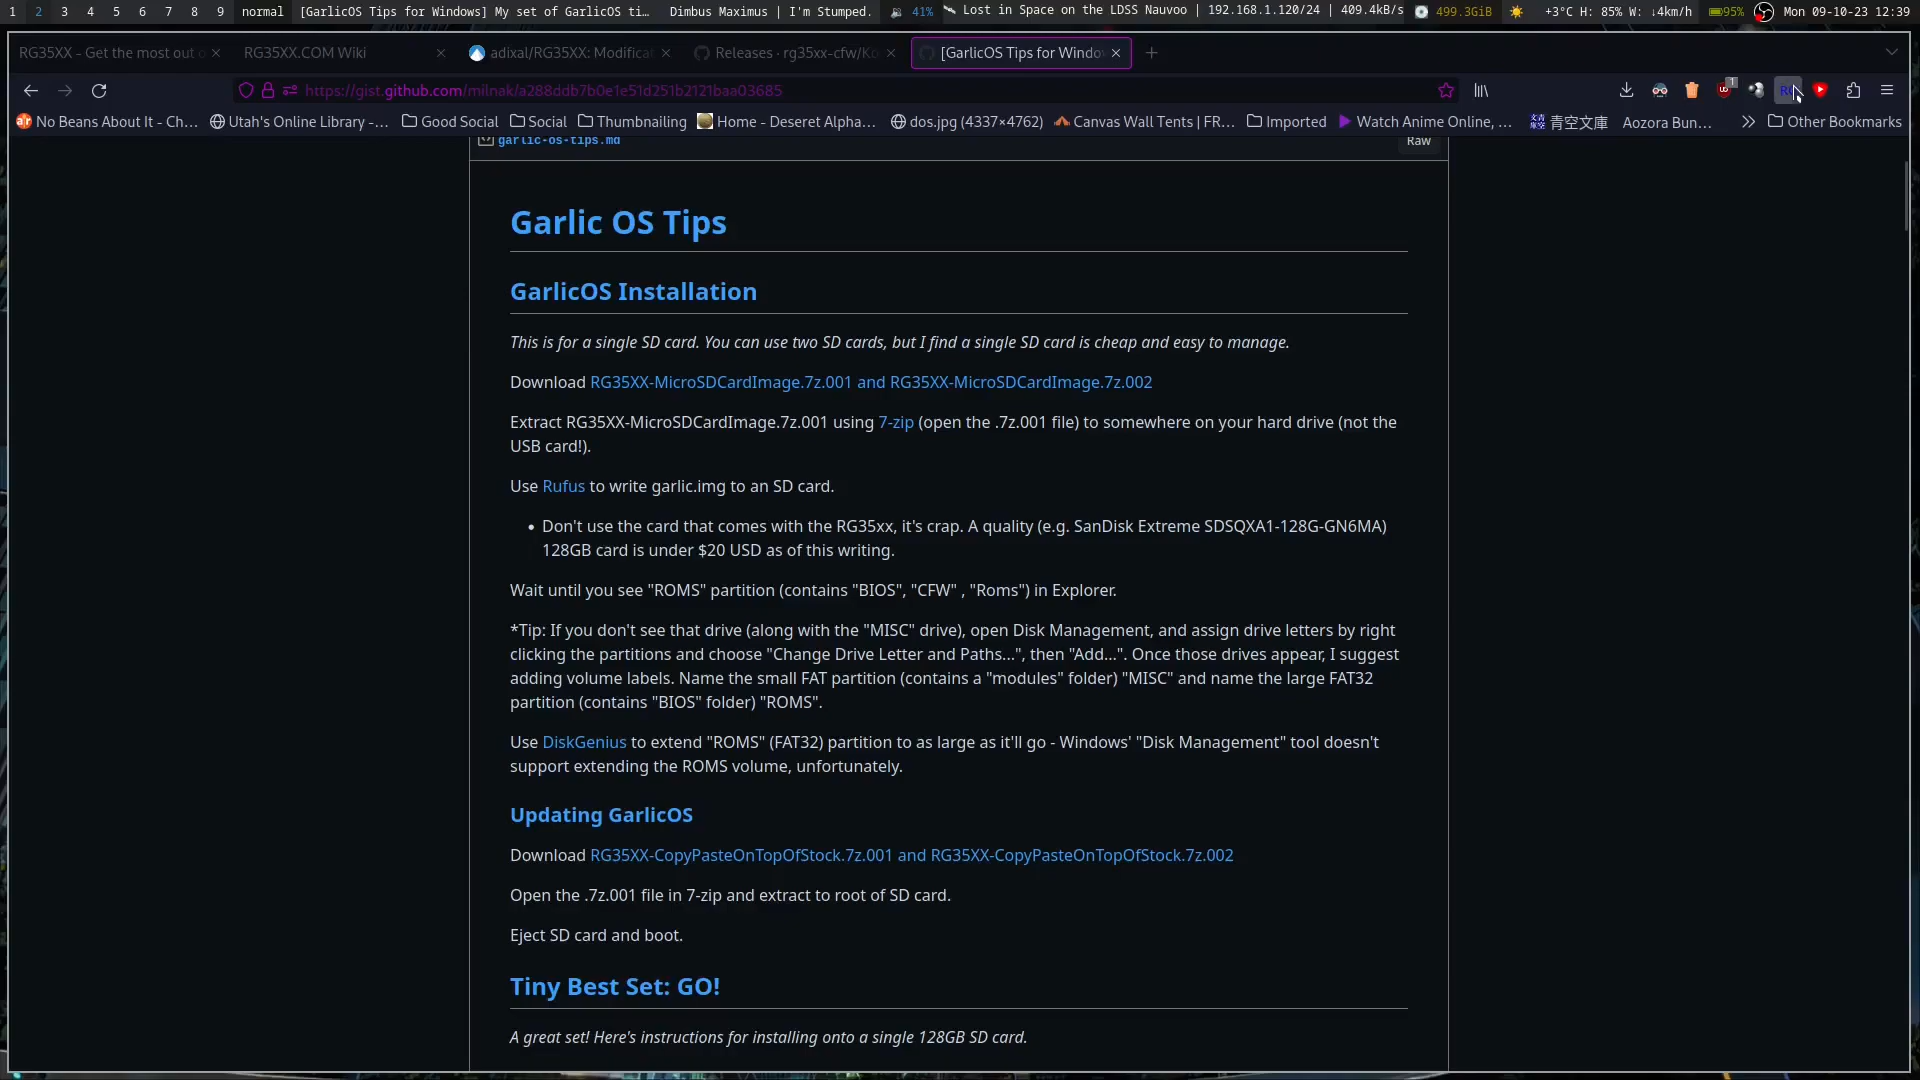 1 2 3 4 5 6 7 8 9 normal [GarlicOS Tips for Windows] My set of GarlicOS ti… Dimbus Maximus | I'm Stumped. 41% Lost in Space on the LDSS Nauvoo | 192.168.1.120/24 | 409.4kB/s 499.3GiB +3°C H: 85% W: ↓4km/h 95% Mon 09-10-23 12:39
RG35XX - Get the most out o RG35XX.COM Wiki adixal/RG35XX: Modificat Releases · rg35xx-cfw/Ko [GarlicOS Tips for Windo
https://gist.github.com/milnak/a288ddb7b0e1e51d251b2121baa03685
No Beans About It - Ch… Utah's Online Library -… Good Social Social Thumbnailing Home - Deseret Alpha… dos.jpg (4337×4762) Canvas Wall Tents | FR… Imported Watch Anime Online, … 青空文庫 Aozora Bun… Other Bookmarks
garlic-os-tips.md Raw
Garlic OS Tips
GarlicOS Installation
This is for a single SD card. You can use two SD cards, but I find a single SD card is cheap and easy to manage.
Download RG35XX-MicroSDCardImage.7z.001 and RG35XX-MicroSDCardImage.7z.002
Extract RG35XX-MicroSDCardImage.7z.001 using 7-zip (open the .7z.001 file) to somewhere on your hard drive (not the
USB card!).
Use Rufus to write garlic.img to an SD card.
• Don't use the card that comes with the RG35xx, it's crap. A quality (e.g. SanDisk Extreme SDSQXA1-128G-GN6MA)
128GB card is under $20 USD as of this writing.
Wait until you see "ROMS" partition (contains "BIOS", "CFW" , "Roms") in Explorer.
*Tip: If you don't see that drive (along with the "MISC" drive), open Disk Management, and assign drive letters by right
clicking the partitions and choose "Change Drive Letter and Paths...", then "Add...". Once those drives appear, I suggest
adding volume labels. Name the small FAT partition (contains a "modules" folder) "MISC" and name the large FAT32
partition (contains "BIOS" folder) "ROMS".
Use DiskGenius to extend "ROMS" (FAT32) partition to as large as it'll go - Windows' "Disk Management" tool doesn't
support extending the ROMS volume, unfortunately.
Updating GarlicOS
Download RG35XX-CopyPasteOnTopOfStock.7z.001 and RG35XX-CopyPasteOnTopOfStock.7z.002
Open the .7z.001 file in 7-zip and extract to root of SD card.
Eject SD card and boot.
Tiny Best Set: GO!
A great set! Here's instructions for installing onto a single 128GB SD card.